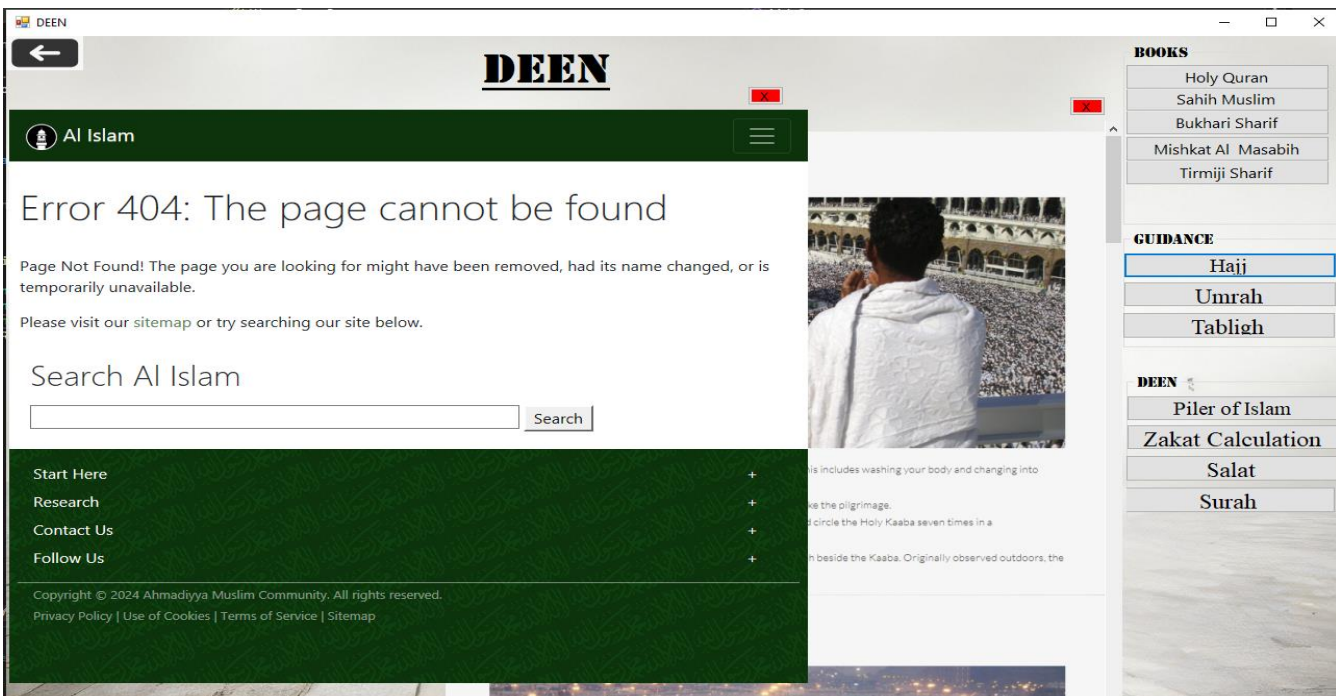 DEEN
DEEN
X
X
Al Islam
Error 404: The page cannot be found
Page Not Found! The page you are looking for might have been removed, had its name changed, or is
temporarily unavailable.
Please visit our sitemap or try searching our site below.
Search Al Islam
Search
Start Here +
Research +
Contact Us +
Follow Us +
Copyright © 2024 Ahmadiyya Muslim Community. All rights reserved.
Privacy Policy | Use of Cookies | Terms of Service | Sitemap
includes washing your body and changing into
the pilgrimage.
circle the Holy Kaaba seven times in a
beside the Kaaba. Originally observed outdoors, the
BOOKS
Holy Quran
Sahih Muslim
Bukhari Sharif
Mishkat Al Masabih
Tirmiji Sharif
GUIDANCE
Hajj
Umrah
Tabligh
DEEN
Piler of Islam
Zakat Calculation
Salat
Surah